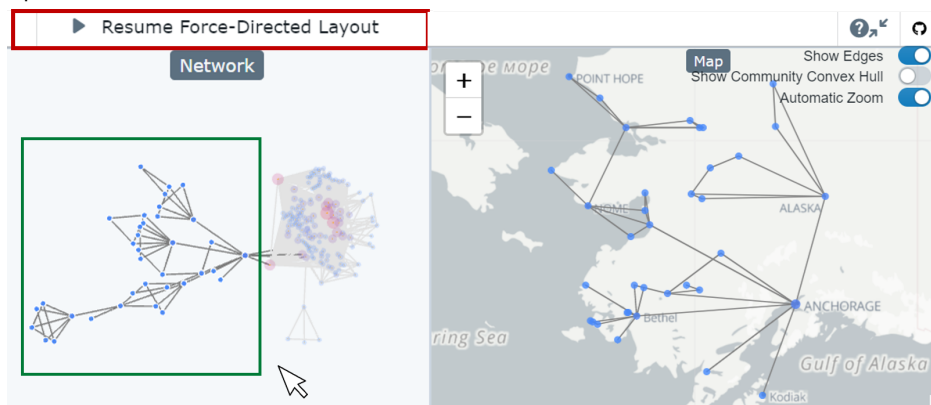 Resume Force-Directed Layout
?
Network
Map
Show Edges
Show Community Convex Hull
Automatic Zoom
+
−
море
POINT HOPE
NOME
ALASKA
ANCHORAGE
Bethel
ring Sea
Gulf of Alaska
Kodiak